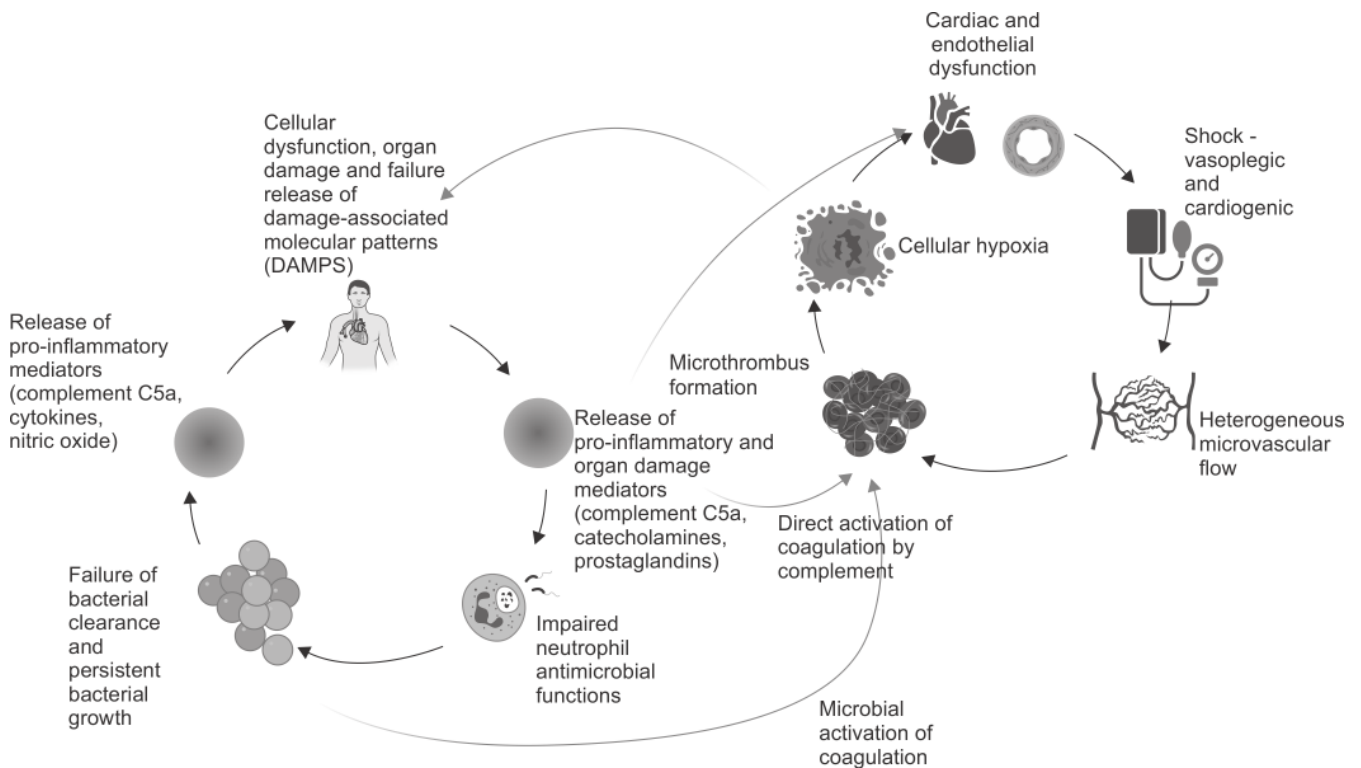 Cardiac and
endothelial
dysfunction
Cellular
dysfunction, organ
damage and failure
release of
damage-associated
molecular patterns
(DAMPS)
Shock -
vasoplegic and
cardiogenic
Cellular hypoxia
Release of
pro-inflammatory
mediators
(complement C5a,
cytokines,
nitric oxide)
Microthrombus
formation
Release of
pro-inflammatory and
organ damage
mediators
(complement C5a,
catecholamines,
prostaglandins)
Heterogeneous
microvascular
flow
Direct activation of
coagulation by
complement
Failure of
bacterial
clearance
and
persistent
bacterial
growth
Impaired
neutrophil
antimicrobial
functions
Microbial
activation of
coagulation